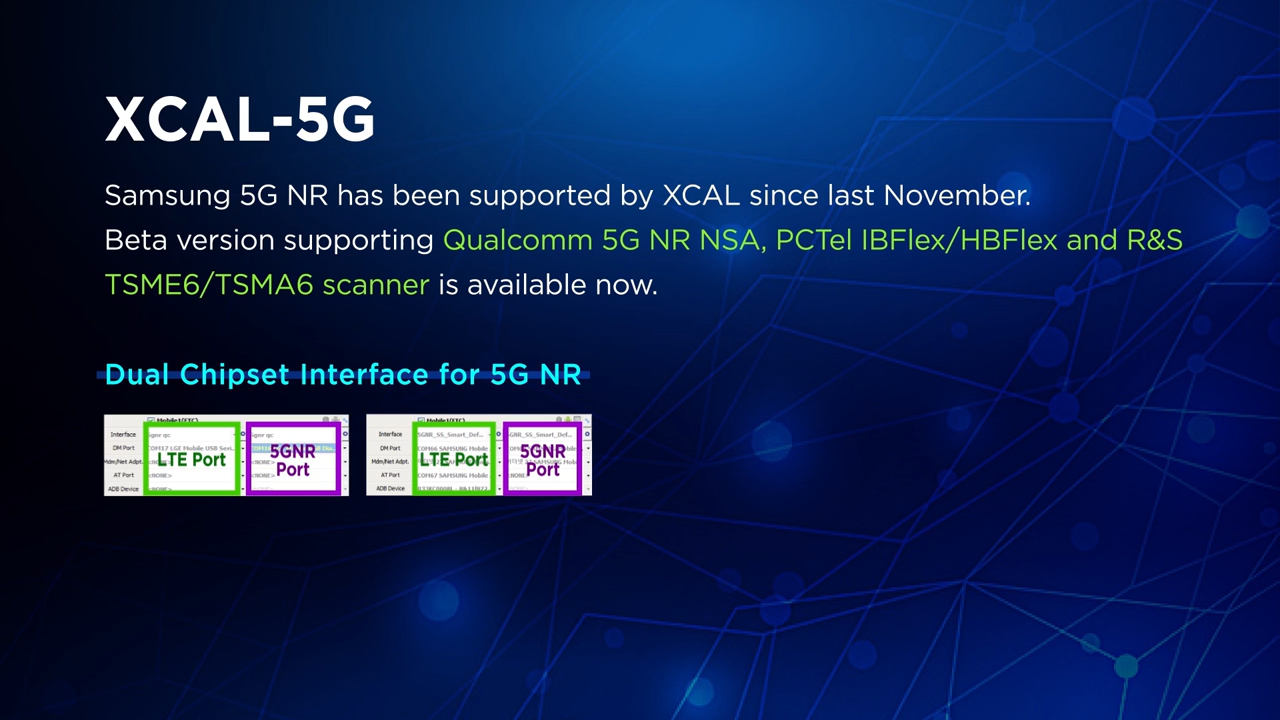 XCAL-5G
Samsung 5G NR has been supported by XCAL since last November.
Beta version supporting Qualcomm 5G NR NSA, PCTel IBFlex/HBFlex and R&S
TSME6/TSMA6 scanner is available now.
Dual Chipset Interface for 5G NR
Interface
DM Port
AT Port
ADB Device
LTE Port
5GNR
Port
Interface
DM Port
AT Port
ADB Device
LTE Port
5GNR
Port